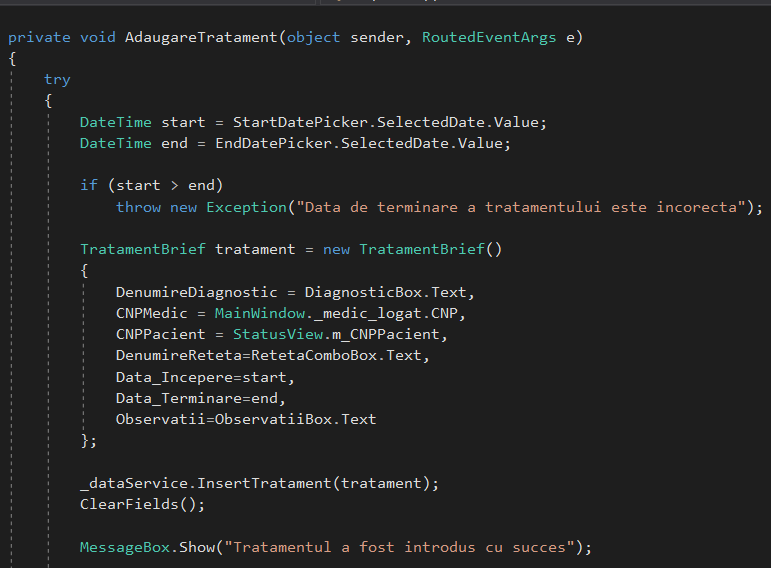 private void AdaugareTratament(object sender, RoutedEventArgs e)
{
try
{
DateTime start = StartDatePicker.SelectedDate.Value;
DateTime end = EndDatePicker.SelectedDate.Value;
if (start > end)
throw new Exception("Data de terminare a tratamentului este incorecta");
TratamentBrief tratament = new TratamentBrief()
{
DenumireDiagnostic = DiagnosticBox.Text,
CNPMedic = MainWindow._medic_logat.CNP,
CNPPacient = StatusView.m_CNPPacient,
DenumireReteta=RetetaComboBox.Text,
Data_Incepere=start,
Data_Terminare=end,
Observatii=ObservatiiBox.Text
};
_dataService.InsertTratament(tratament);
ClearFields();
MessageBox.Show("Tratamentul a fost introdus cu succes");